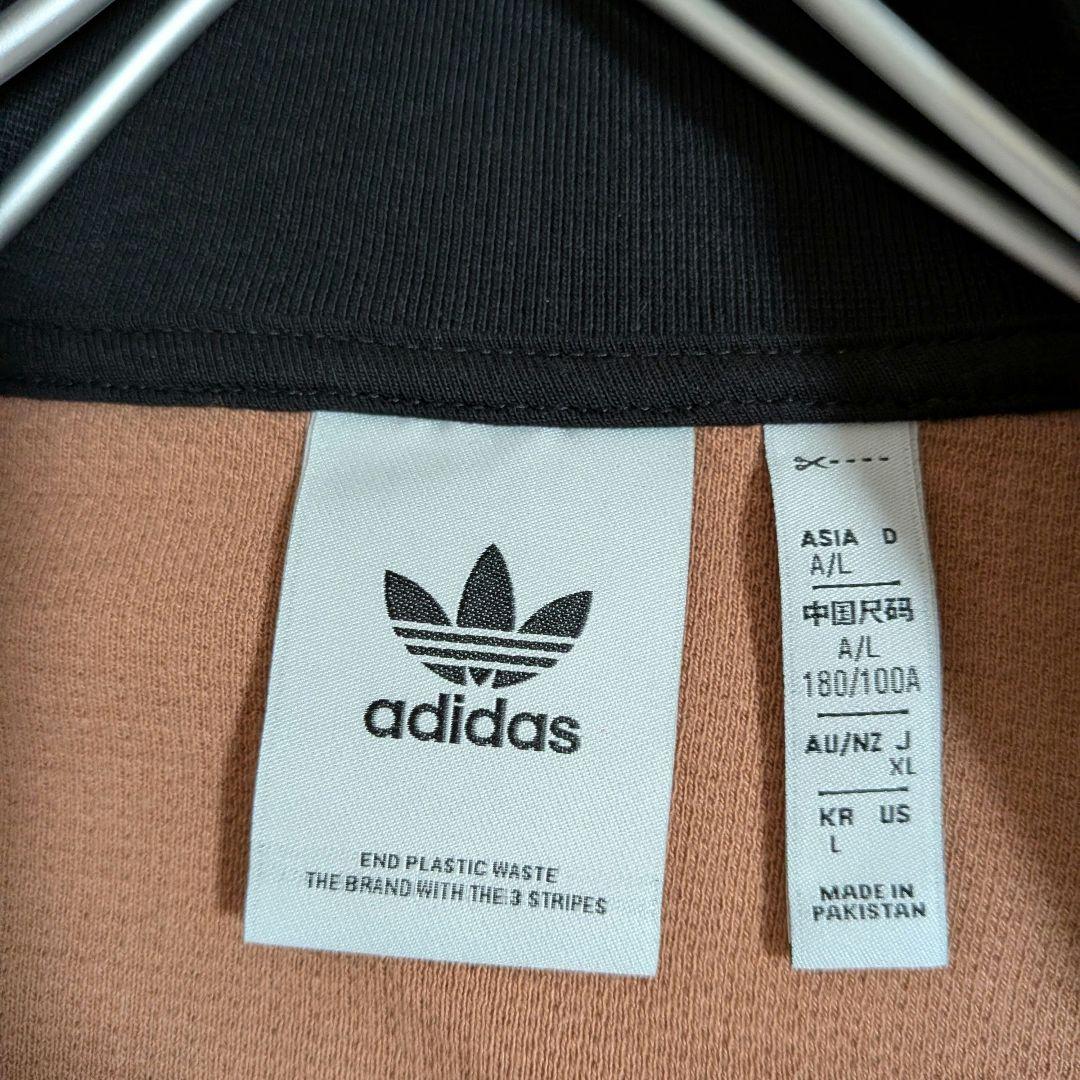 adidas
END PLASTIC WASTE
THE BRAND WITH THE 3 STRIPES
ASIA D
A/L
中国尺码
A/L
180/100A
AU/NZ J
XL
KR US
L
MADE IN
PAKISTAN